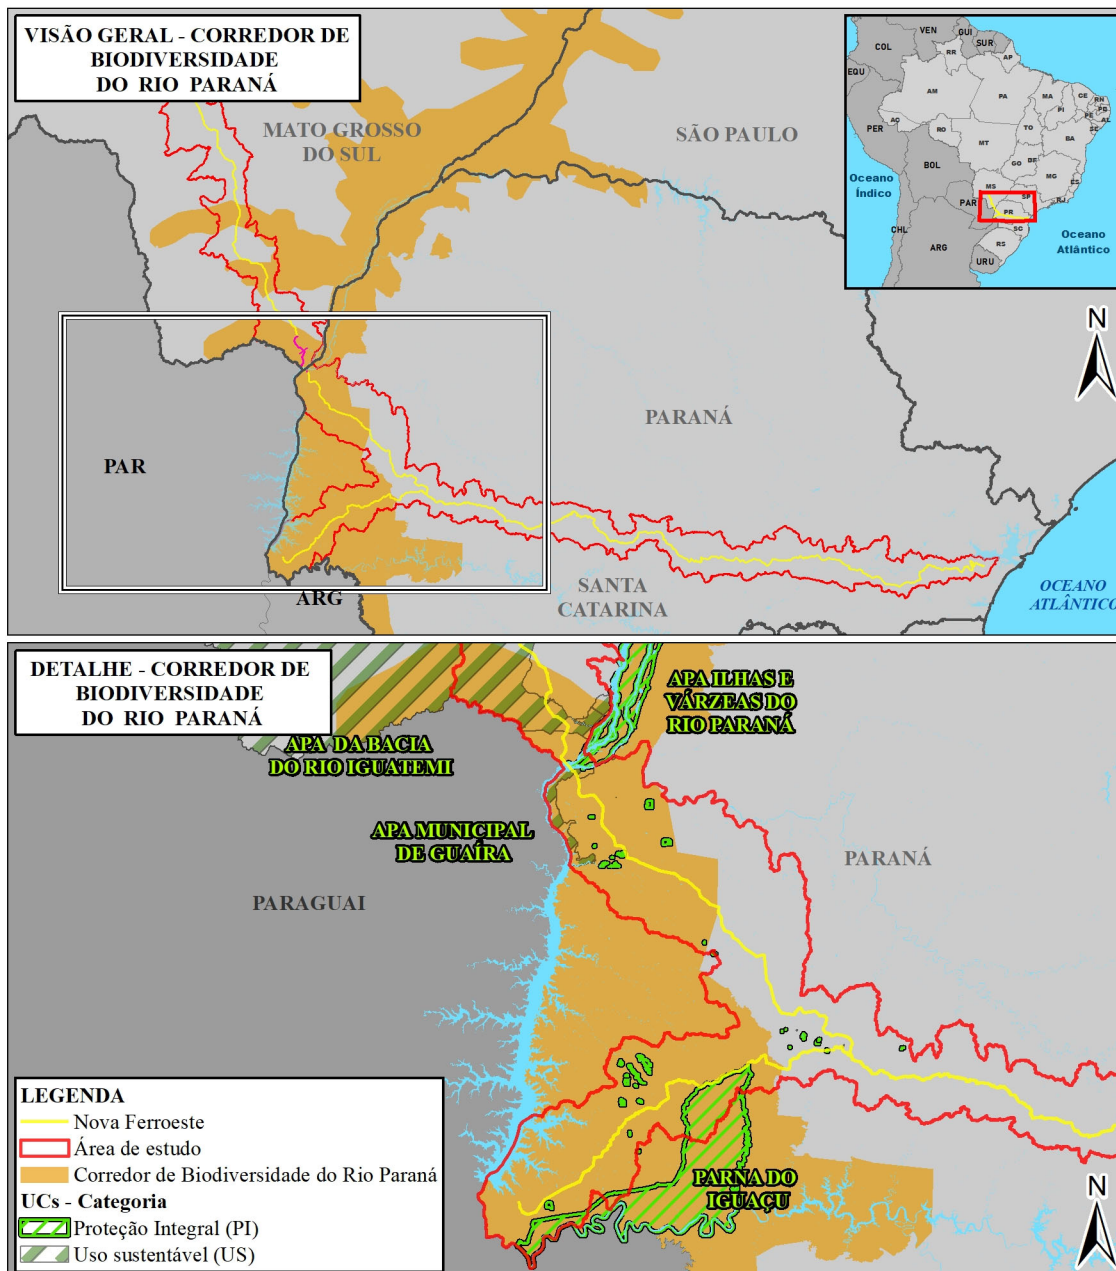 VISÃO GERAL - CORREDOR DE
BIODIVERSIDADE
DO RIO PARANÁ
MATO GROSSO
DO SUL
SÃO PAULO
PARANÁ
PAR
ARG
SANTA
CATARINA
OCEANO
ATLÂNTICO
VEN
GUI
SUR
COL
RR
AP
EQU
AM
PA
MA
CE
RN
PB
PI
PE
AL
AC
RO
TO
SE
PER
MT
BA
BOL
GO
DF
Oceano
Índico
MG
MS
ES
PAR
SP
RJ
PR
CHL
SC
Oceano
Atlântico
ARG
RS
URU
N
DETALHE - CORREDOR DE
BIODIVERSIDADE
DO RIO PARANÁ
APA ILHAS E
VÁRZEAS DO
RIO PARANÁ
APA DA BACIA
DO RIO IGUATEMI
APA MUNICIPAL
DE GUAÍRA
PARANÁ
PARAGUAI
PARNA DO
IGUAÇU
N
LEGENDA
Nova Ferroeste
Área de estudo
Corredor de Biodiversidade do Rio Paraná
UCs - Categoria
Proteção Integral (PI)
Uso sustentável (US)